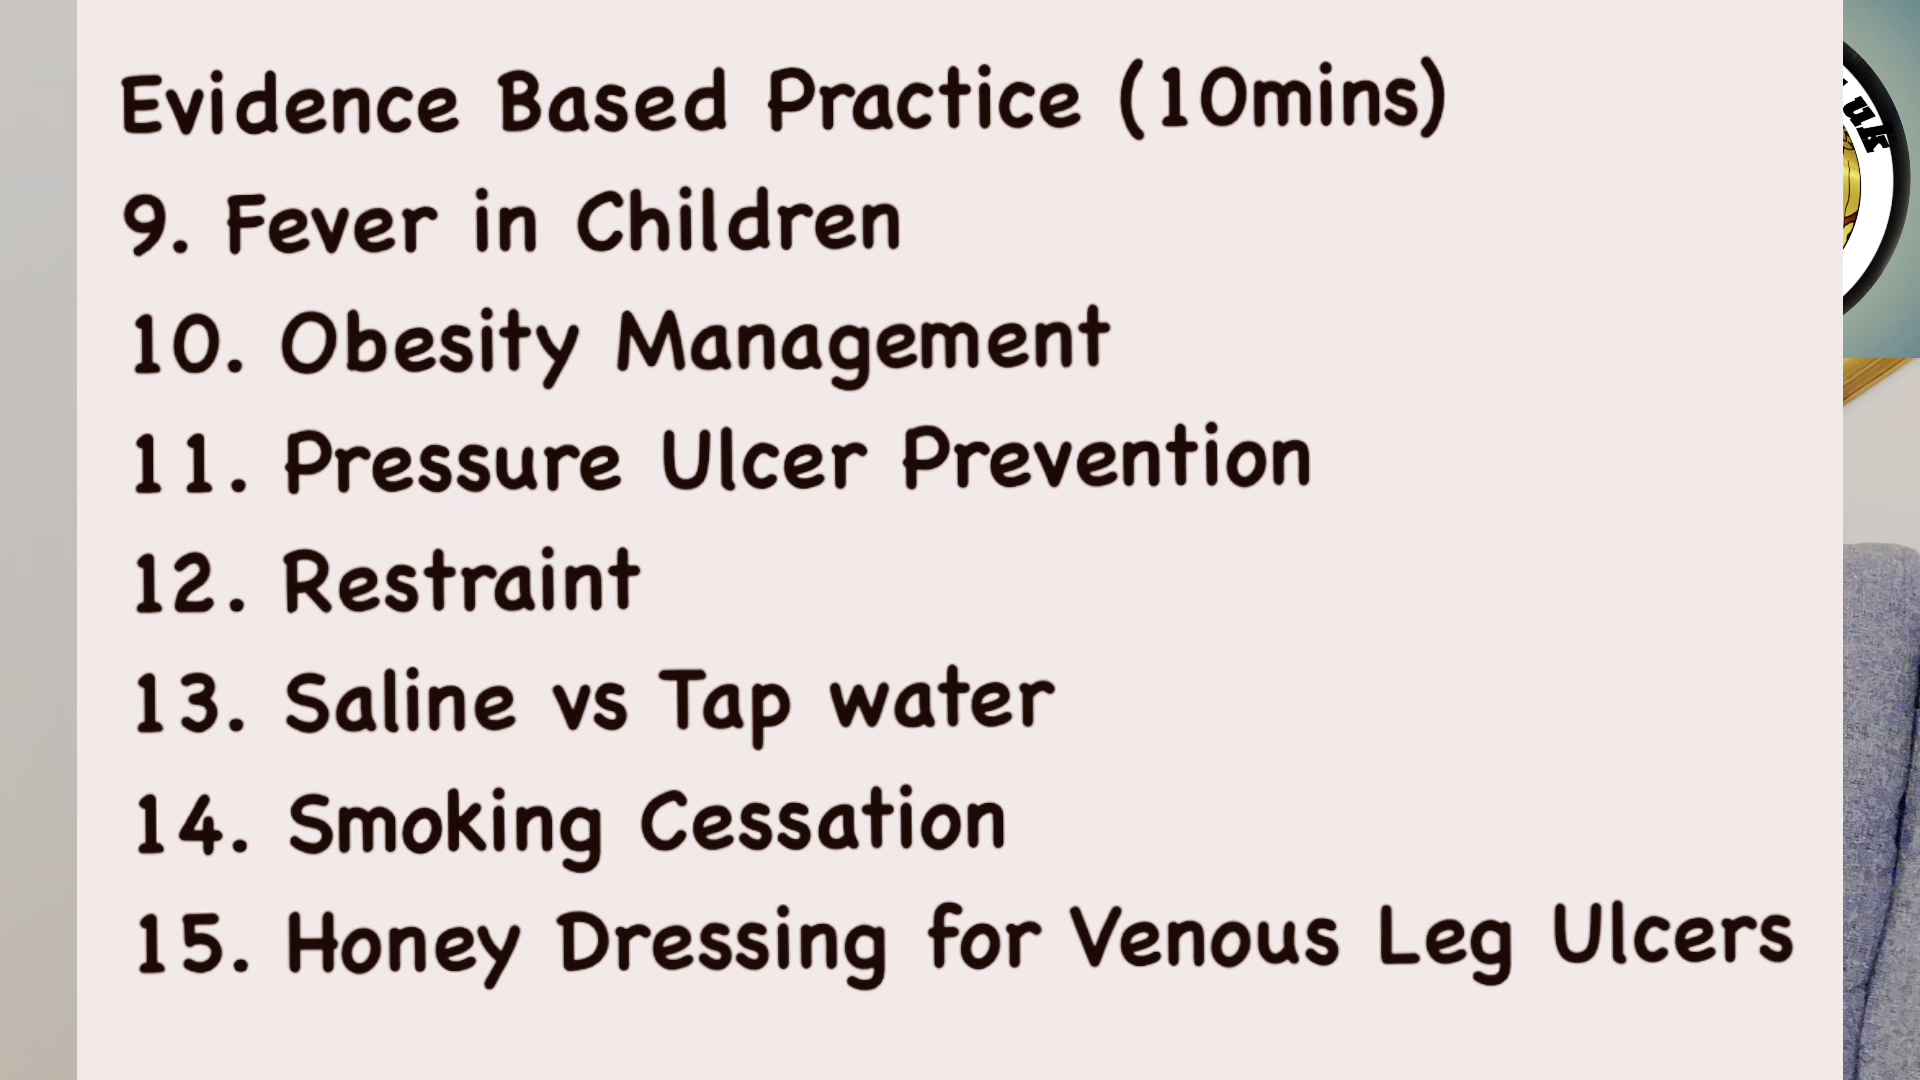 Evidence Based Practice (10mins)
9. Fever in Children
10. Obesity Management
11. Pressure Ulcer Prevention
12. Restraint
13. Saline vs Tap water
14. Smoking Cessation
15. Honey Dressing for Venous Leg Ulcers
uk